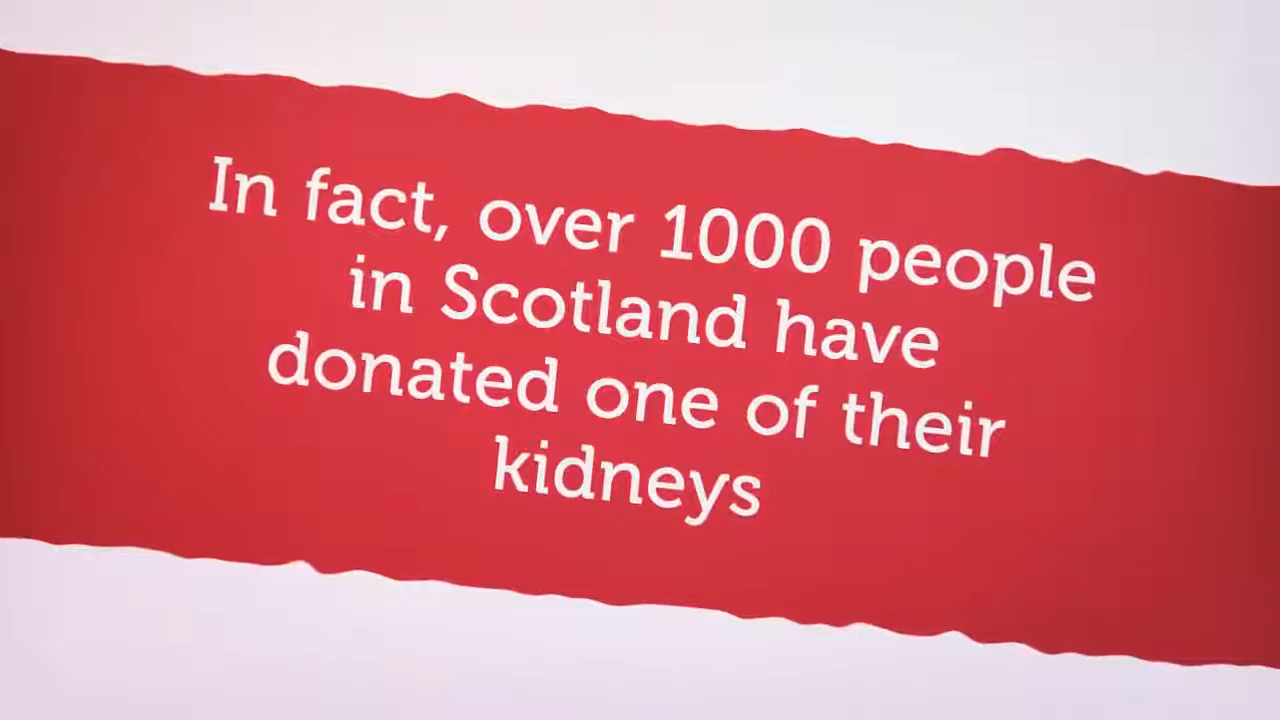 In fact, over 1000 people
in Scotland have
donated one of their
kidneys